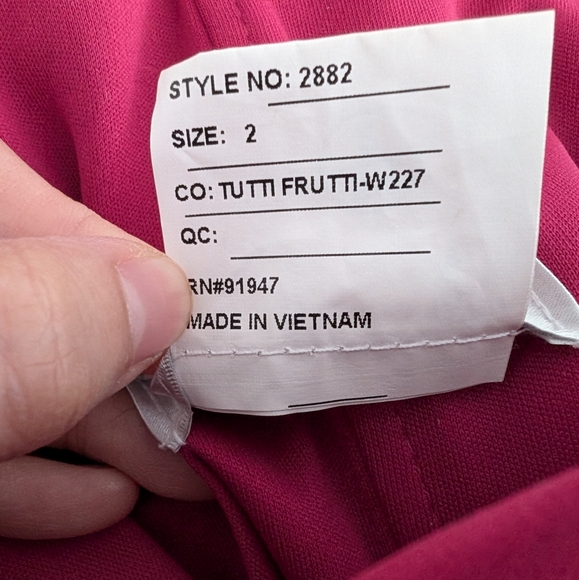 STYLE NO: 2882
SIZE: 2
CO: TUTTI FRUTTI-W227
QC:
RN#91947
MADE IN VIETNAM